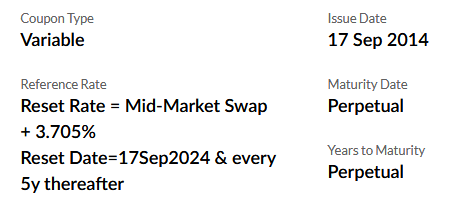 Coupon Type
Variable
Issue Date
17 Sep 2014
Reference Rate
Reset Rate = Mid-Market Swap
+ 3.705%
Reset Date=17Sep2024 & every
5y thereafter
Maturity Date
Perpetual
Years to Maturity
Perpetual